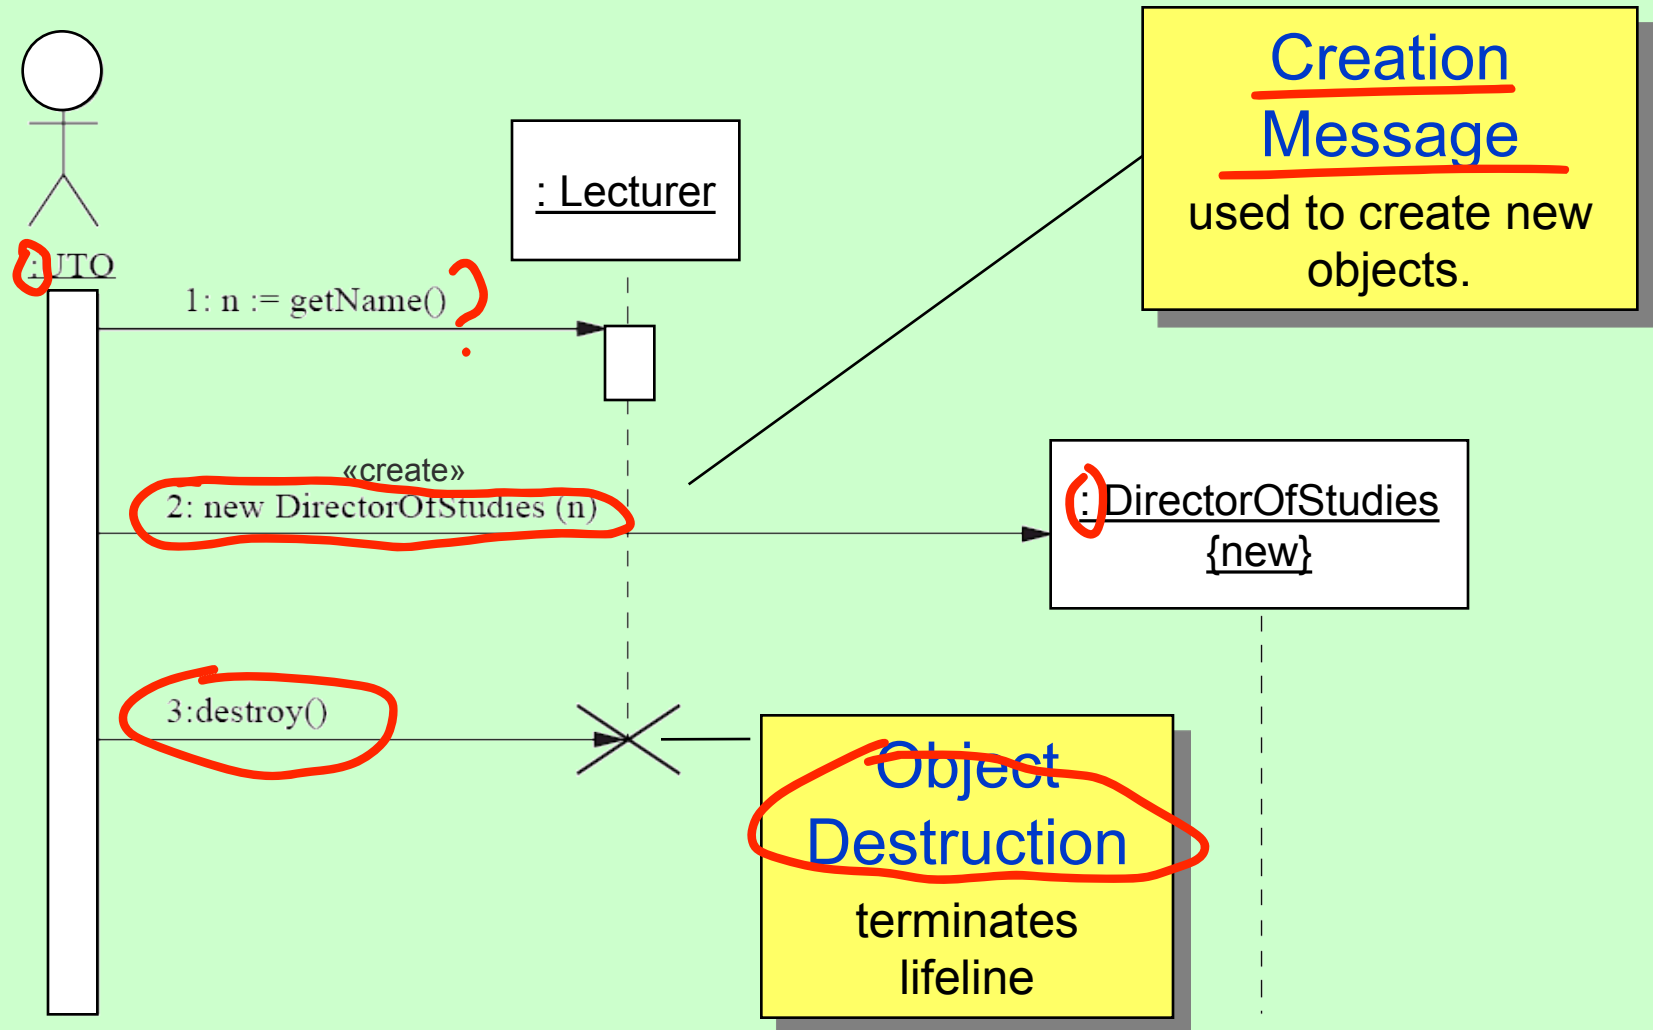 Creation
Message
used to create new
objects.
: Lecturer
:UTO
1: n := getName()
?
«create»
2: new DirectorOfStudies (n)
: DirectorOfStudies
{new}
3:destroy()
Object
Destruction
terminates
lifeline